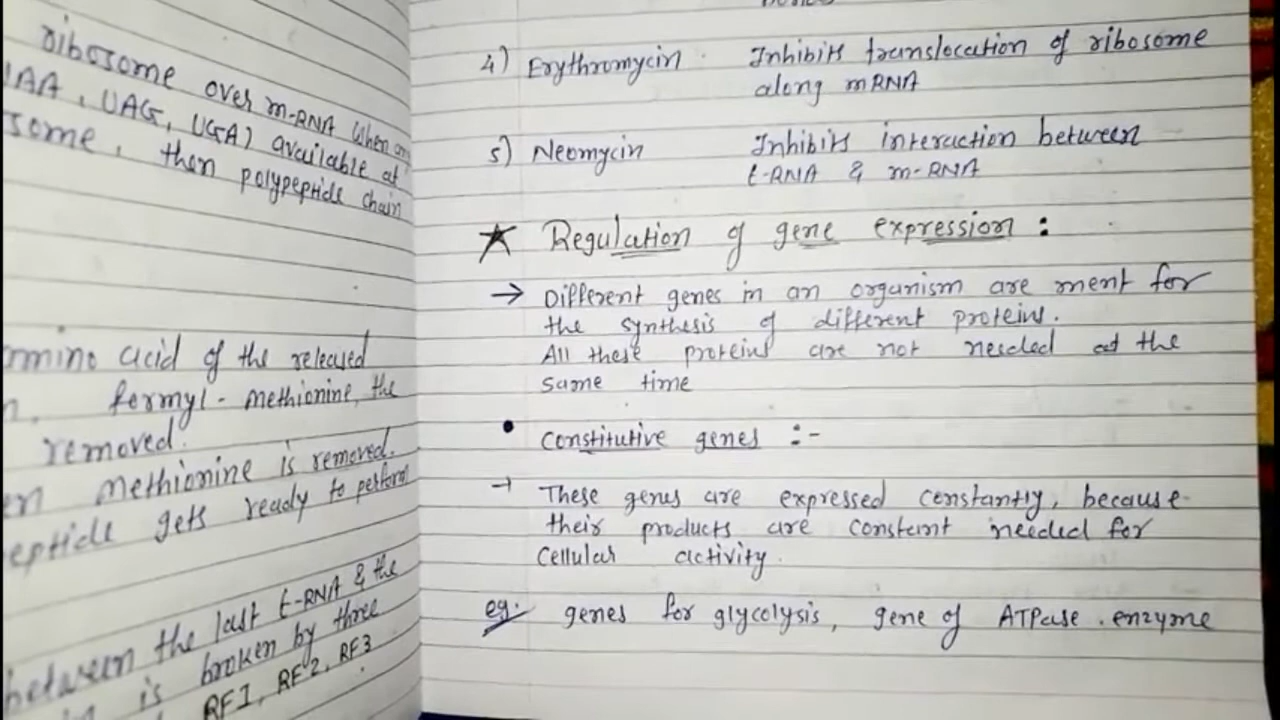 ribosome over m-RNA when
UAG, UGA) available at
some, then polypeptide chain
amino acid of the released
formyl - methionine, the
removed.
methionine is removed.
gets ready to perform
between the last t-RNA & the
is broken by three
RF1, RF2, RF3
4) Erythromycin Inhibits translocation of ribosome
along mRNA
5) Neomycin Inhibits interaction between
t-RNA & m-RNA
★ Regulation of gene expression :
→ Different genes in an organism are ment for
the synthesis of different proteins.
All these proteins are not needed at the
same time
• Constitutive genes :-
→ These genes are expressed constantly, because
their products are constant needed for
cellular activity.
eg. genes for glycolysis, gene of ATPase enzyme